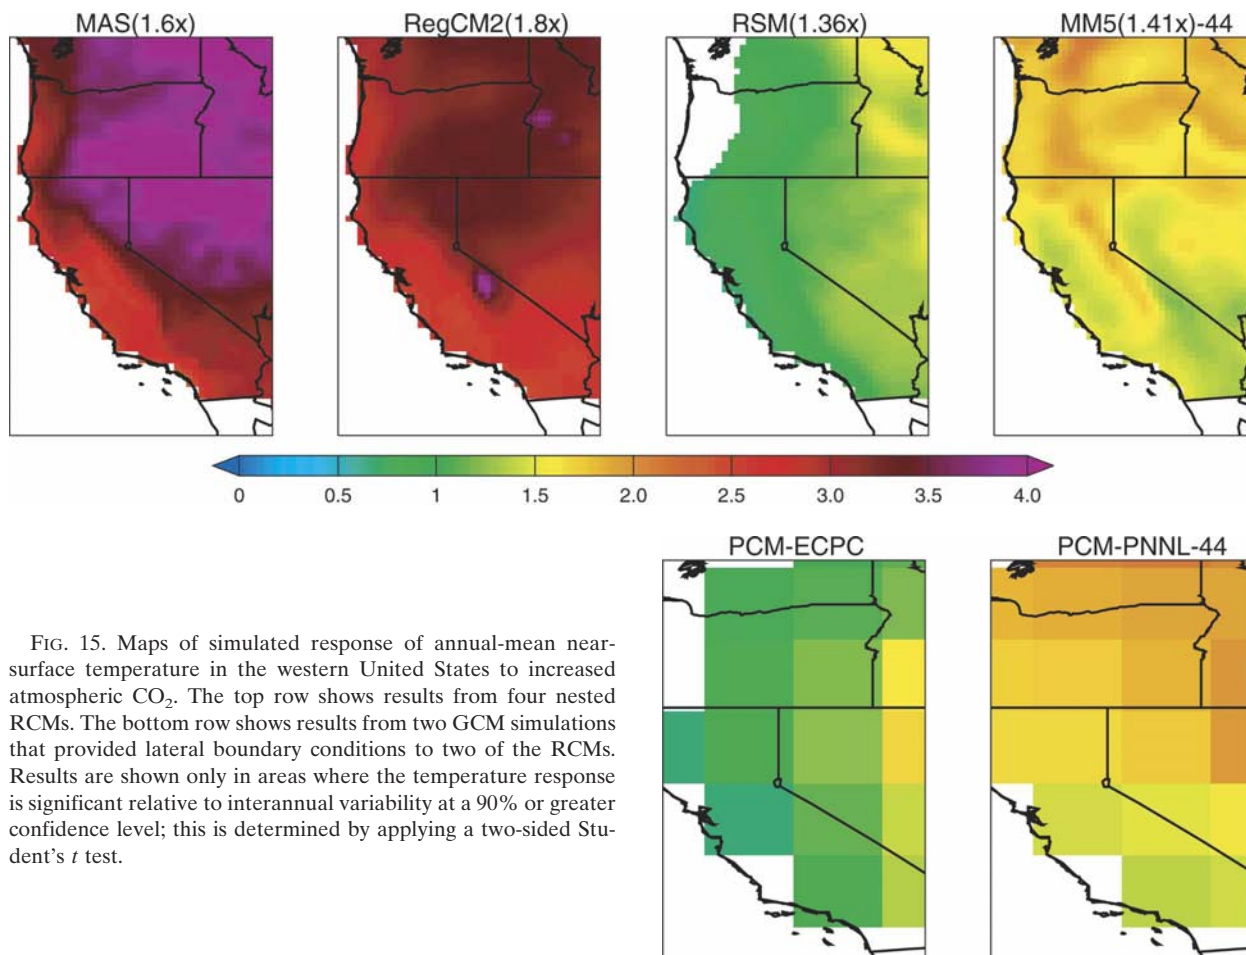 MAS(1.6x) RegCM2(1.8x) RSM(1.36x) MM5(1.41x)-44
0 0.5 1 1.5 2.0 2.5 3.0 3.5 4.0
PCM-ECPC PCM-PNNL-44
FIG. 15. Maps of simulated response of annual-mean near-
surface temperature in the western United States to increased
atmospheric CO₂. The top row shows results from four nested
RCMs. The bottom row shows results from two GCM simulations
that provided lateral boundary conditions to two of the RCMs.
Results are shown only in areas where the temperature response
is significant relative to interannual variability at a 90% or greater
confidence level; this is determined by applying a two-sided Stu-
dent's t test.